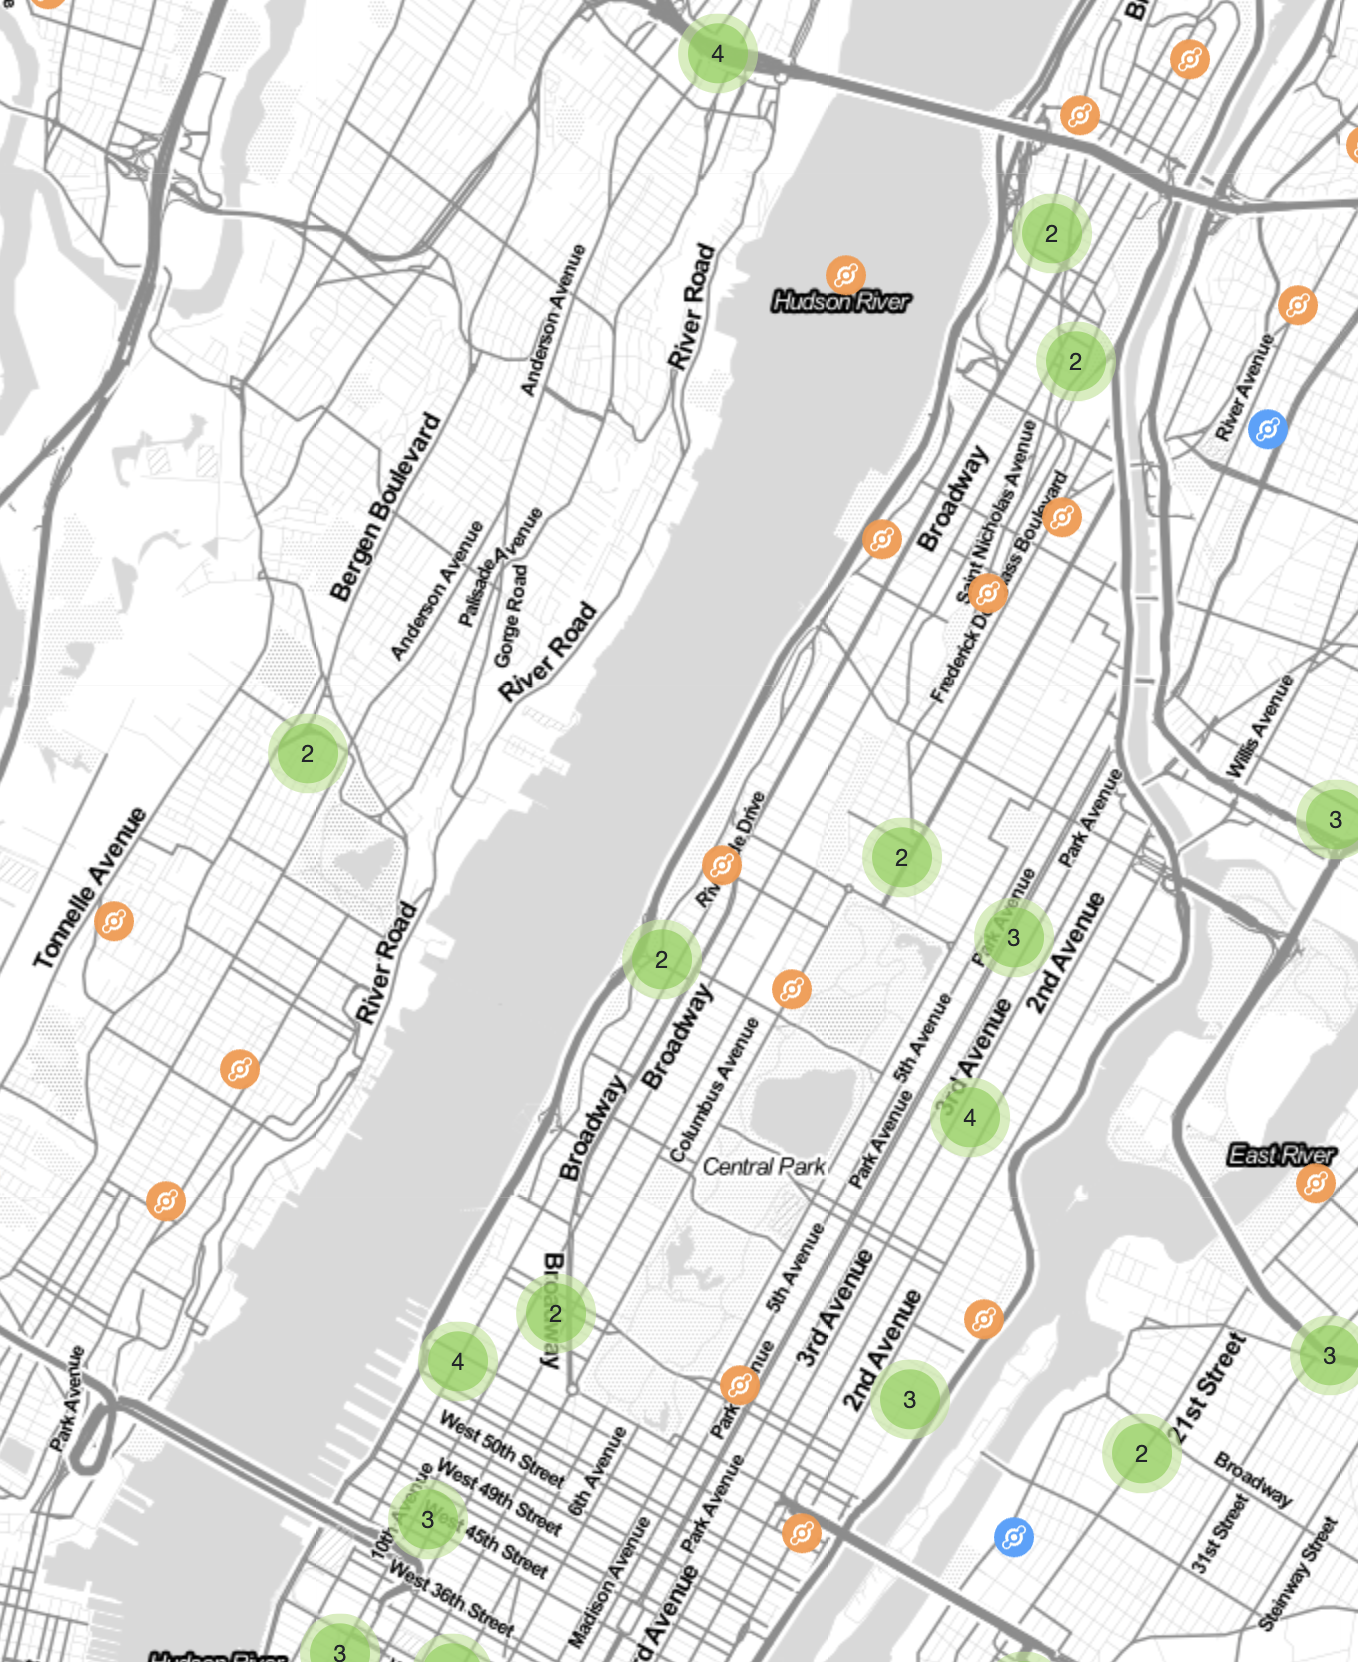 4
Hudson River
2
2
River Road
Anderson Avenue
River Avenue
Bergen Boulevard
Broadway
Saint Nicholas Avenue
Anderson Avenue
Palisade Avenue
Gorge Road
River Road
Frederick
ass Boulevard
Willis Avenue
2
3
Tonnelle Avenue
Park Avenue
2
Park Avenue
2nd Avenue
3
River Road
2
Broadway
5th Avenue
3rd Avenue
Columbus Avenue
Broadway
Park Avenue
4
Central Park
East River
5th Avenue
3rd Avenue
2nd Avenue
Broadway
2
4
3
3
21st Street
Park Avenue
2
Broadway
West 50th Street
West 49th Street
West 45th Street
West 36th Street
6th Avenue
10th Avenue
3
Park Avenue
Madison Avenue
31st Street
Steinway Street
3
Hudson River